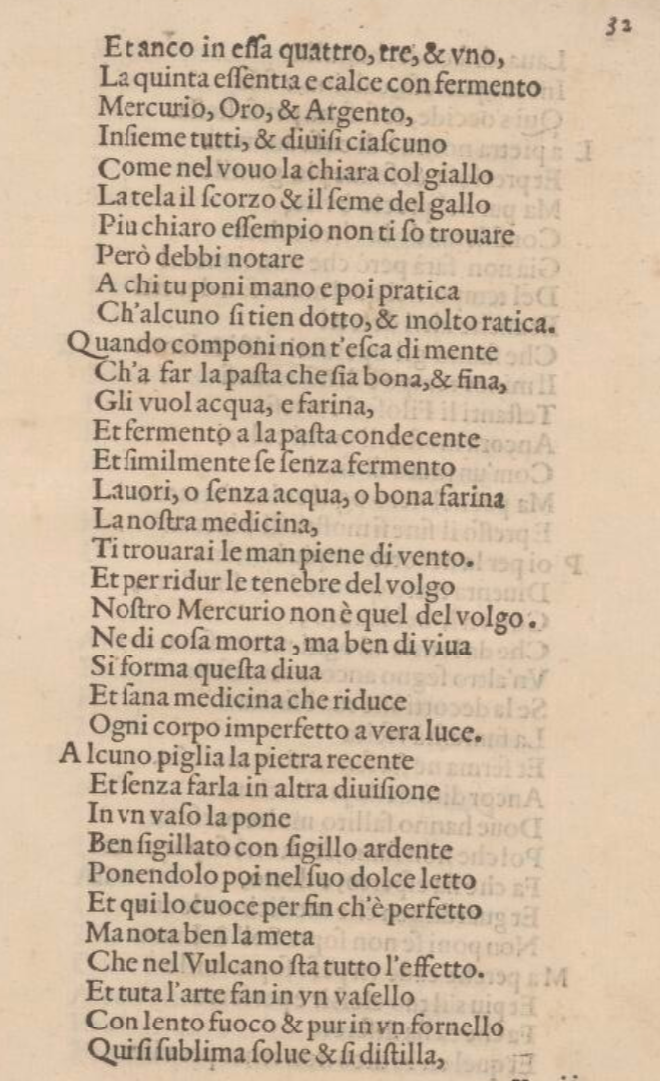 32
Et anco in eſſa quattro, tre, & vno,
La quinta eſſentia e calce con fermento
Mercurio, Oro, & Argento,
Inſieme tutti, & diuiſi ciaſcuno
Come nel vouo la chiara col giallo
La tela il ſcorzo & il ſeme del gallo
Piu chiaro eſſempio non ti ſo trouare
Però debbi notare
A chi tu poni mano e poi pratica
Ch'alcuno ſi tien dotto, & molto ratica.
Quando componi non t'eſca di mente
Ch'a far la paſta che ſia bona, & fina,
Gli vuol acqua, e farina,
Et fermento a la paſta condecente
Et ſimilmente ſe ſenza fermento
Lauori, o ſenza acqua, o bona farina
La noſtra medicina,
Ti trouarai le man piene di vento.
Et per ridur le tenebre del volgo
Noſtro Mercurio non è quel del volgo.
Ne di coſa morta, ma ben di viua
Si forma queſta diua
Et ſana medicina che riduce
Ogni corpo imperfetto a vera luce.
Alcuno piglia la pietra recente
Et ſenza farla in altra diuiſione
In vn vaſo la pone
Ben ſigillato con ſigillo ardente
Ponendolo poi nel ſuo dolce letto
Et qui lo cuoce per fin ch'è perfetto
Ma nota ben la meta
Che nel Vulcano ſta tutto l'effetto.
Et tuta l'arte fan in vn vaſello
Con lento fuoco & pur in vn fornello
Qui ſi ſublima ſolue & ſi diſtilla,